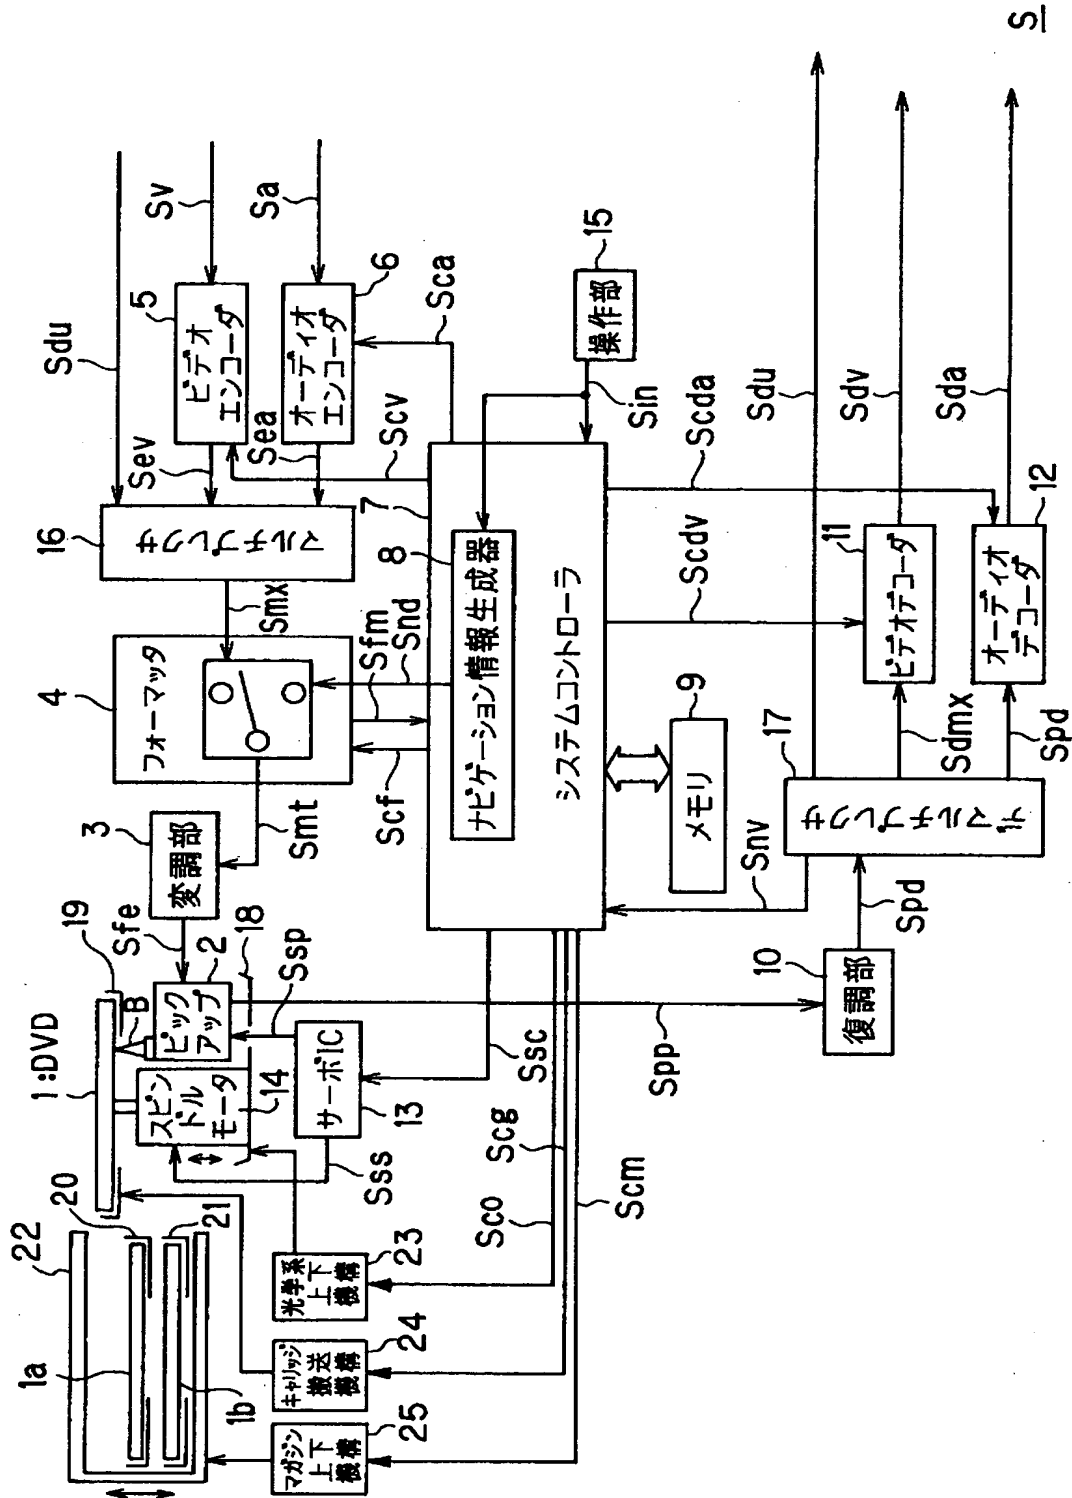 S
Sdu
Sv
Sa
5
ビデオ
エンコーダ
6
オーディオ
エンコーダ
Sca
15
操作部
Sin
Sev
Scv
Sea
16
マルチプレクサ
7
8
ナビゲーション情報生成器
システムコントローラ
Smx
Snd
Sfm
Scf
4
フォーマッタ
Smt
3
変調部
Sfe
19
B
2
ピック
アップ
18
Ssp
1:DVD
スピン
ドル
モータ
14
サーボIC
13
Sss
Ssc
20
21
22
1a
1b
光学系
上下
機構
23
キャリッジ
搬送
機構
24
マガジン
上下
機構
25
Sco
Scg
Scm
Spp
10
復調部
Spd
9
メモリ
Snv
17
デマルチプレクサ
Scda
Scdv
Sdu
Sdv
Sda
11
ビデオデコーダ
12
オーディオ
デコーダ
Sdmx
Spd